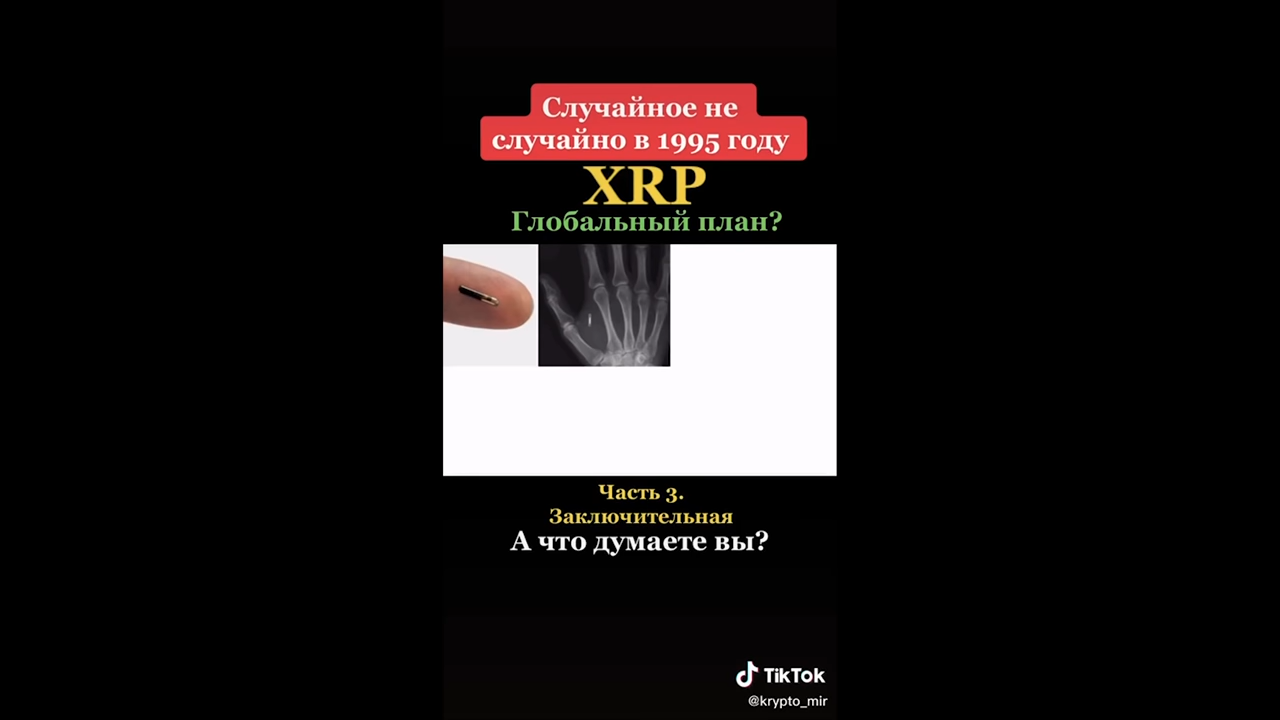 Случайное не
случайно в 1995 году
XRP
Глобальный план?
Часть 3.
Заключительная
А что думаете вы?
TikTok
@krypto_mir